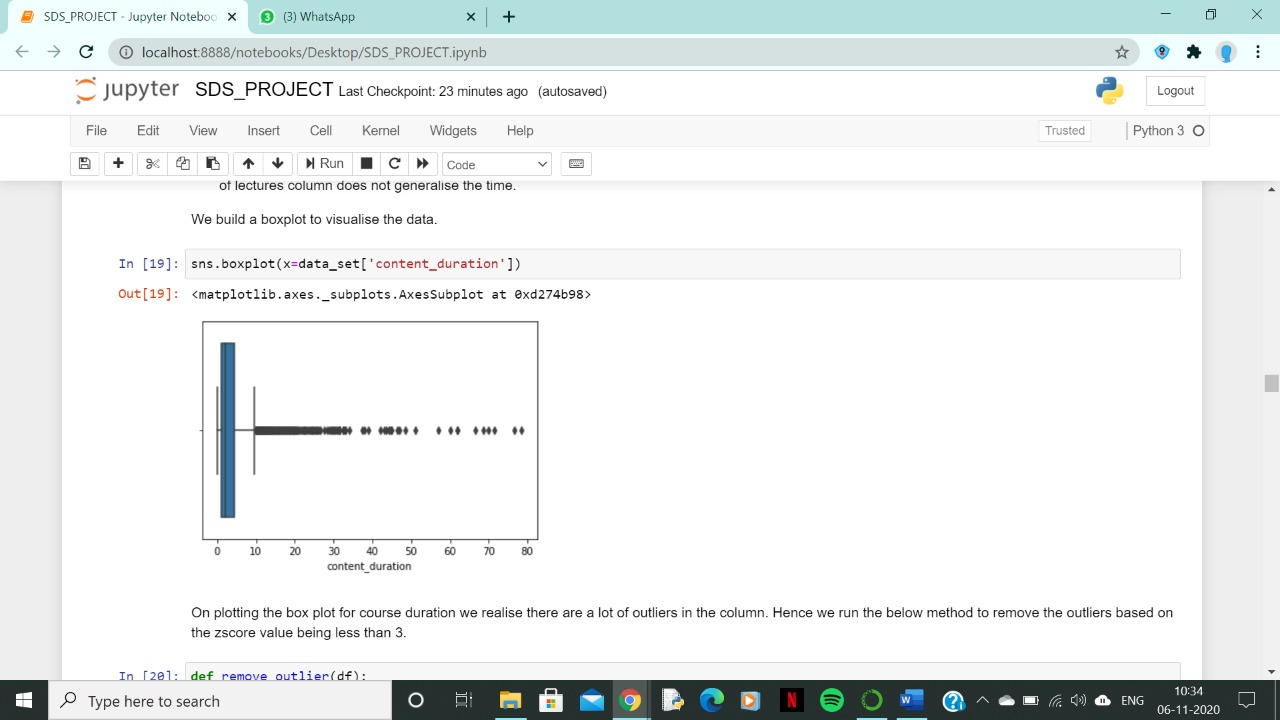 SDS_PROJECT - Jupyter Noteboo
(3) WhatsApp
localhost:8888/notebooks/Desktop/SDS_PROJECT.ipynb
jupyter SDS_PROJECT Last Checkpoint: 23 minutes ago (autosaved)
Logout
File Edit View Insert Cell Kernel Widgets Help
Trusted Python 3
Run Code
of lectures column does not generalise the time.
We build a boxplot to visualise the data.
In [19]: sns.boxplot(x=data_set['content_duration'])
Out[19]: <matplotlib.axes._subplots.AxesSubplot at 0xd274b98>
0 10 20 30 40 50 60 70 80
content_duration
On plotting the box plot for course duration we realise there are a lot of outliers in the column. Hence we run the below method to remove the outliers based on
the zscore value being less than 3.
In [20]: def remove_outlier(df):
Type here to search
ENG
10:34
06-11-2020